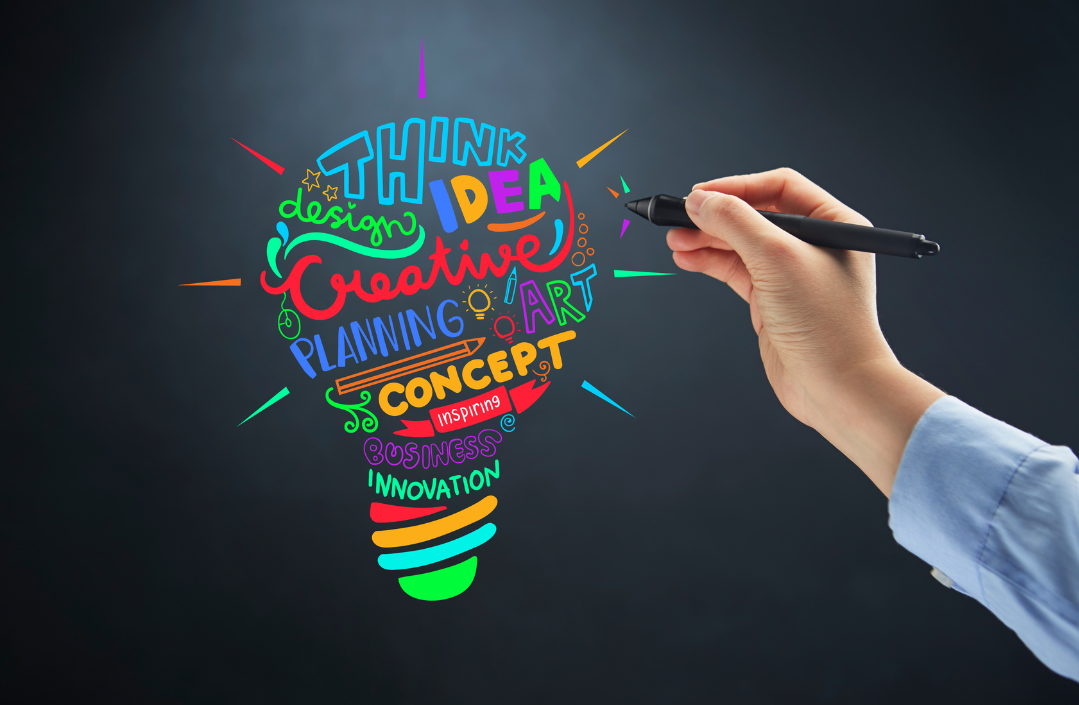 THINK
IDEA
design
Creative
PLANNING
ART
CONCEPT
inspiring
BUSINESS
INNOVATION